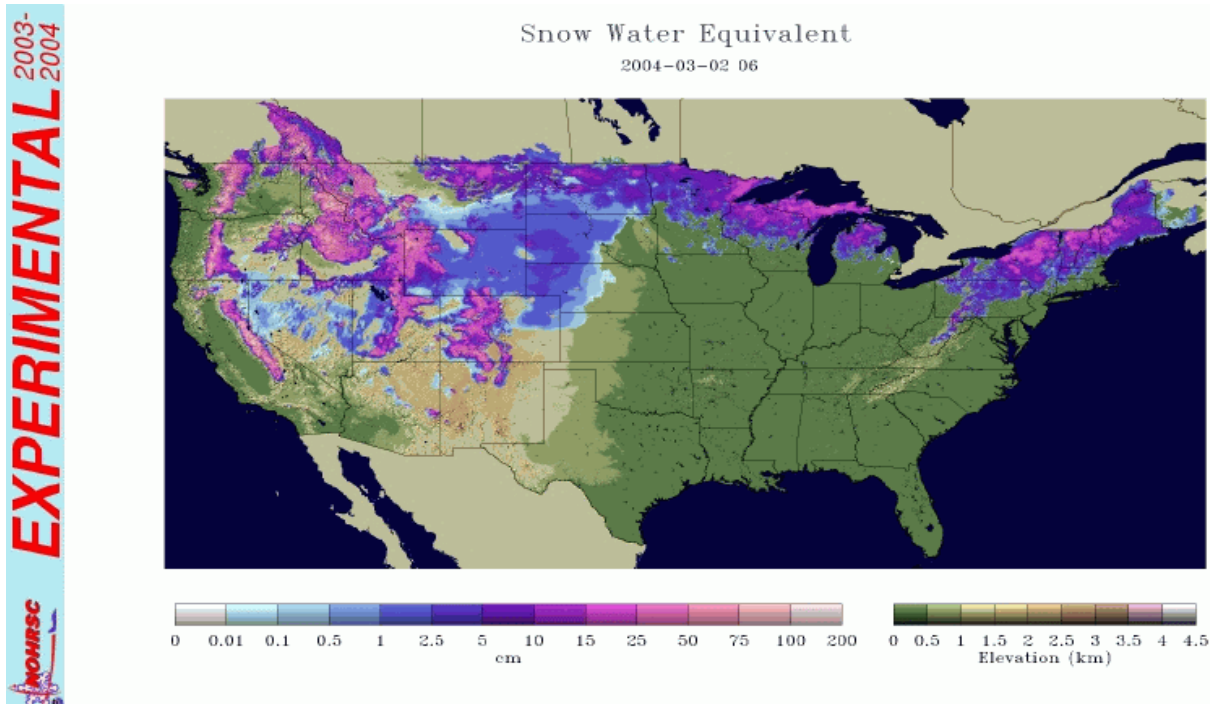 EXPERIMENTAL 2003-
2004
NOHRSC
Snow Water Equivalent
2004-03-02 06
0 0.01 0.1 0.5 1 2.5 5 10 15 25 50 75 100 200
cm
0 0.5 1 1.5 2 2.5 3 3.5 4 4.5
Elevation (km)